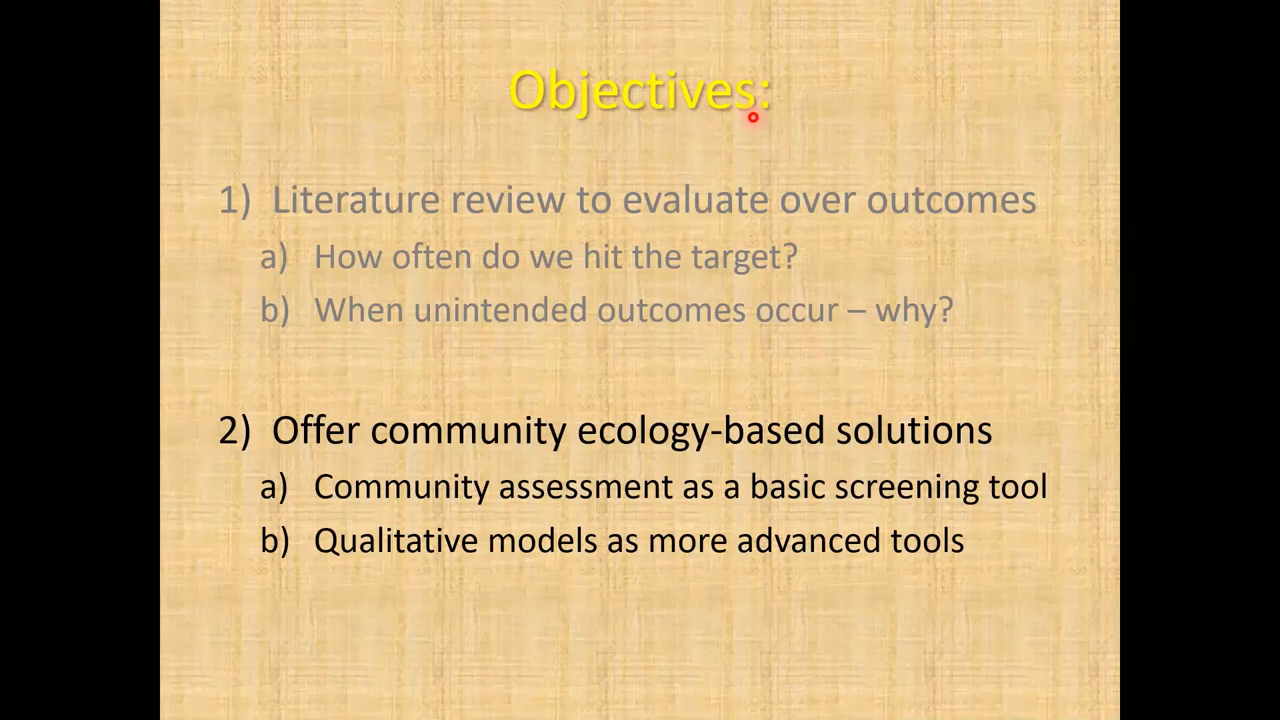 Objectives:
1) Literature review to evaluate over outcomes
a) How often do we hit the target?
b) When unintended outcomes occur – why?
2) Offer community ecology-based solutions
a) Community assessment as a basic screening tool
b) Qualitative models as more advanced tools